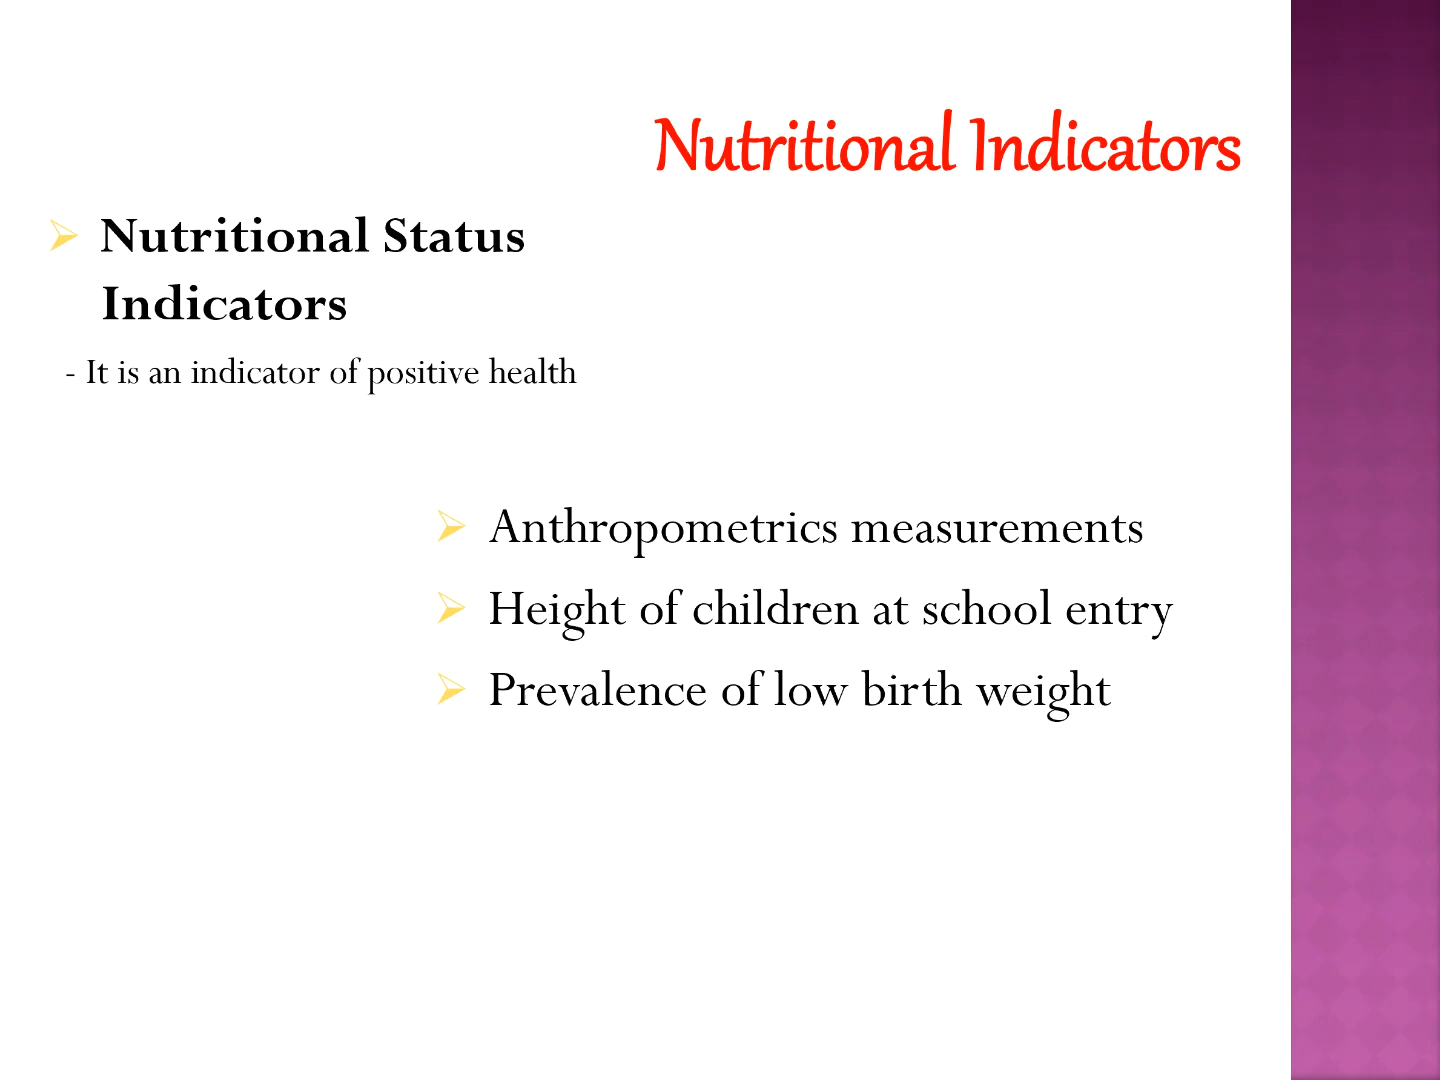 Nutritional Indicators
Nutritional Status
Indicators
- It is an indicator of positive health
Anthropometrics measurements
Height of children at school entry
Prevalence of low birth weight